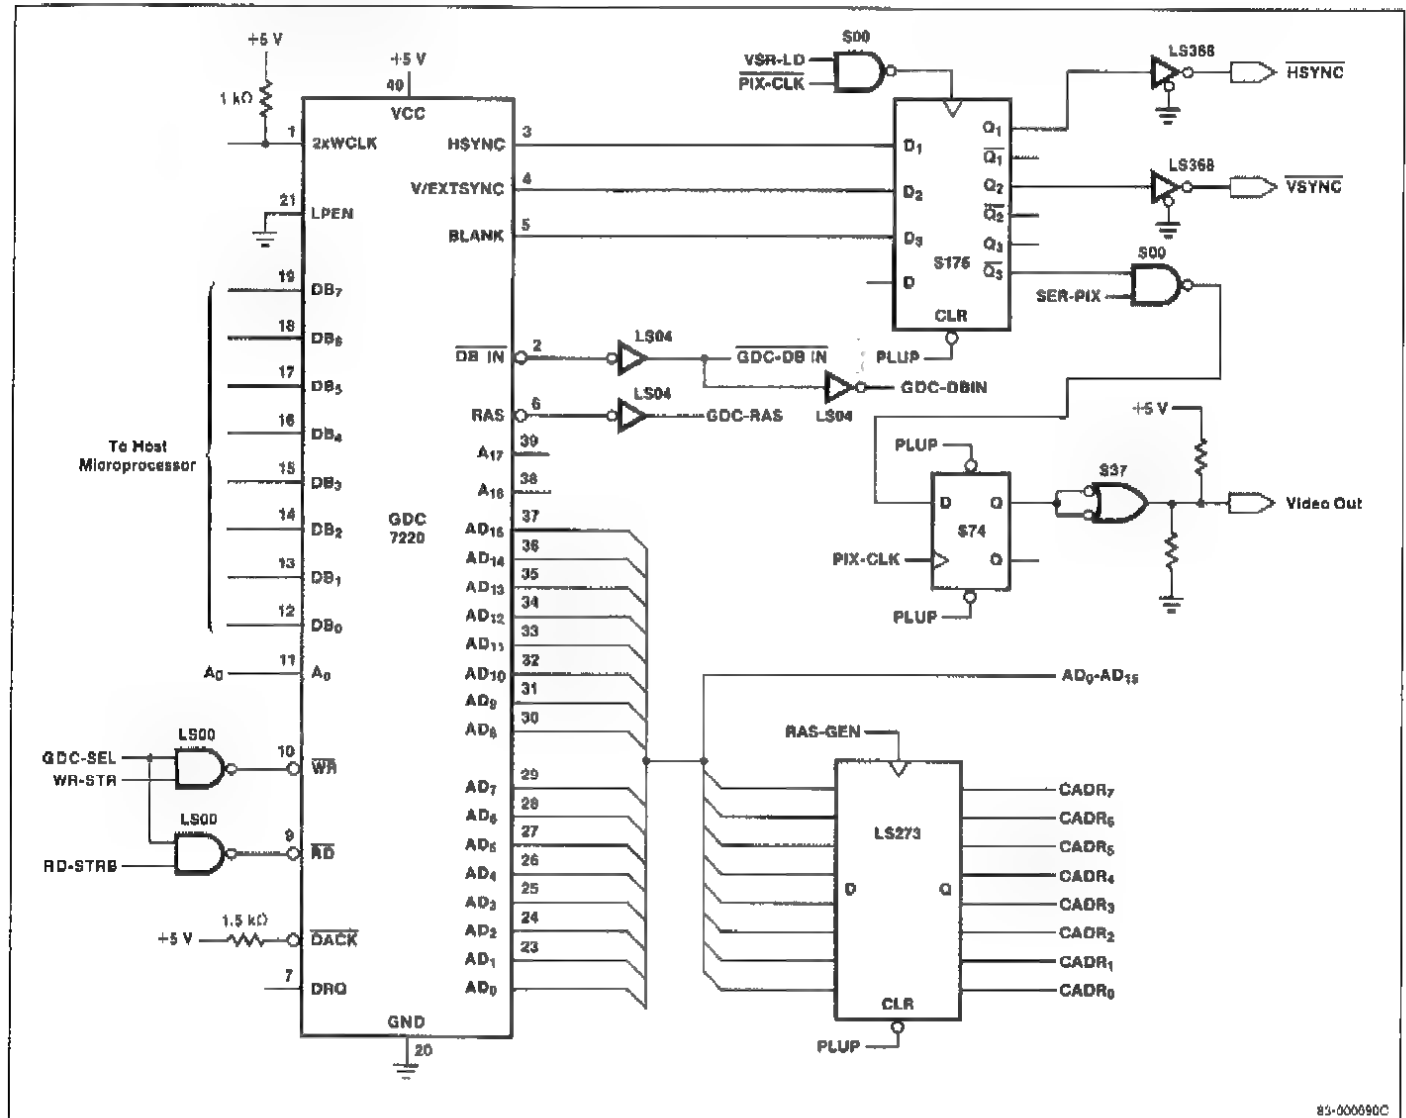 +5 V
1 kΩ
+5 V
40
VCC
1
2xWCLK
21
LPEN
19
DB7
18
DB6
17
DB5
16
DB4
15
DB3
14
DB2
13
DB1
12
DB0
To Host
Microprocessor
A0
11
A0
GDC-SEL
WR-STR
LS00
10
WR
LS00
9
RD
RD-STRB
+5 V
1.5 kΩ
DACK
7
DRQ
GND
20
GDC
7220
HSYNC
3
V/EXTSYNC
4
BLANK
5
DB IN
2
LS04
GDC-DB IN
LS04
GDC-DBIN
RAS
6
LS04
GDC-RAS
A17
39
A16
38
AD15
37
AD14
36
AD13
35
AD12
34
AD11
33
AD10
32
AD9
31
AD8
30
AD7
29
AD6
28
AD5
27
AD4
26
AD3
25
AD2
24
AD1
23
AD0
VSR-LD
PIX-CLK
S00
D1
D2
D3
D
S175
CLR
PLUP
Q1
Q1
Q2
Q2
Q3
Q3
LS368
HSYNC
LS368
VSYNC
S00
SER-PIX
PLUP
D
Q
S74
PIX-CLK
Q
PLUP
S37
+5 V
Video Out
AD0-AD15
RAS-GEN
LS273
D
Q
CLR
PLUP
CADR7
CADR6
CADR5
CADR4
CADR3
CADR2
CADR1
CADR0
83-000690C